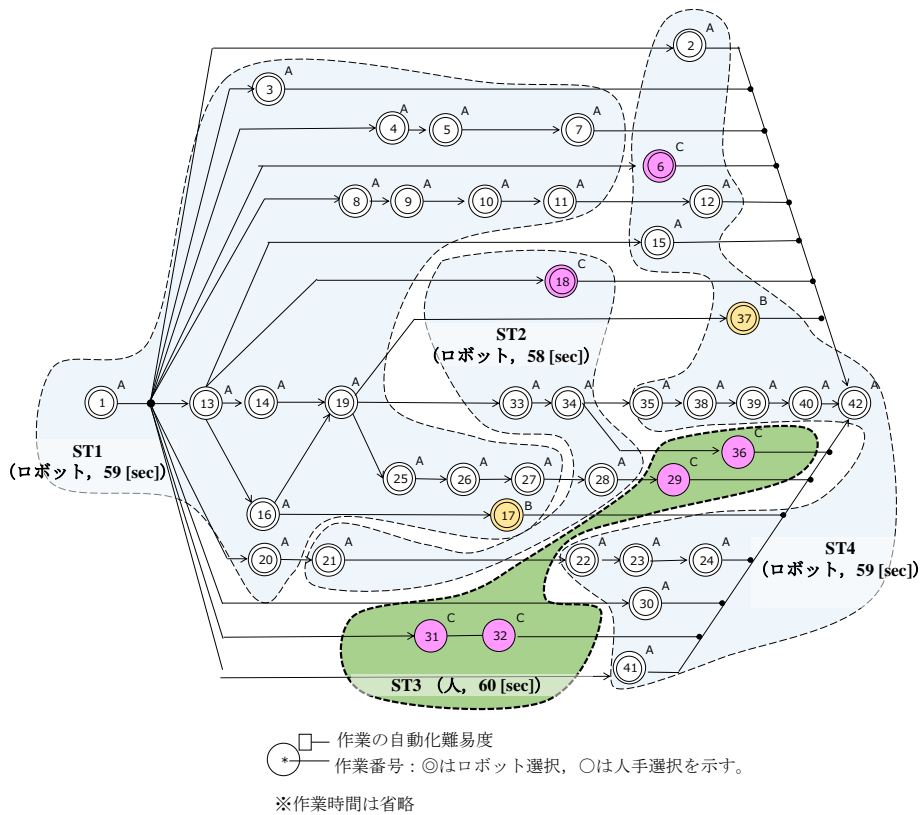 A
2
A
3
A A A
4 5 7
C
6
A A A A A
8 9 10 11 12
A
15
C
18
B
37
ST2
(ロボット, 58 [sec])
A A A A A A A A A A A
1 13 14 19 33 34 35 38 39 40 42
ST1
(ロボット, 59 [sec])
C
36
A A A A C
25 26 27 28 29
A B
16 17
A A A A A
20 21 22 23 24
ST4
(ロボット, 59 [sec])
A
30
C C
31 32
A
41
ST3 (人, 60 [sec])
作業の自動化難易度
* 作業番号：◎はロボット選択，○は人手選択を示す。
※作業時間は省略